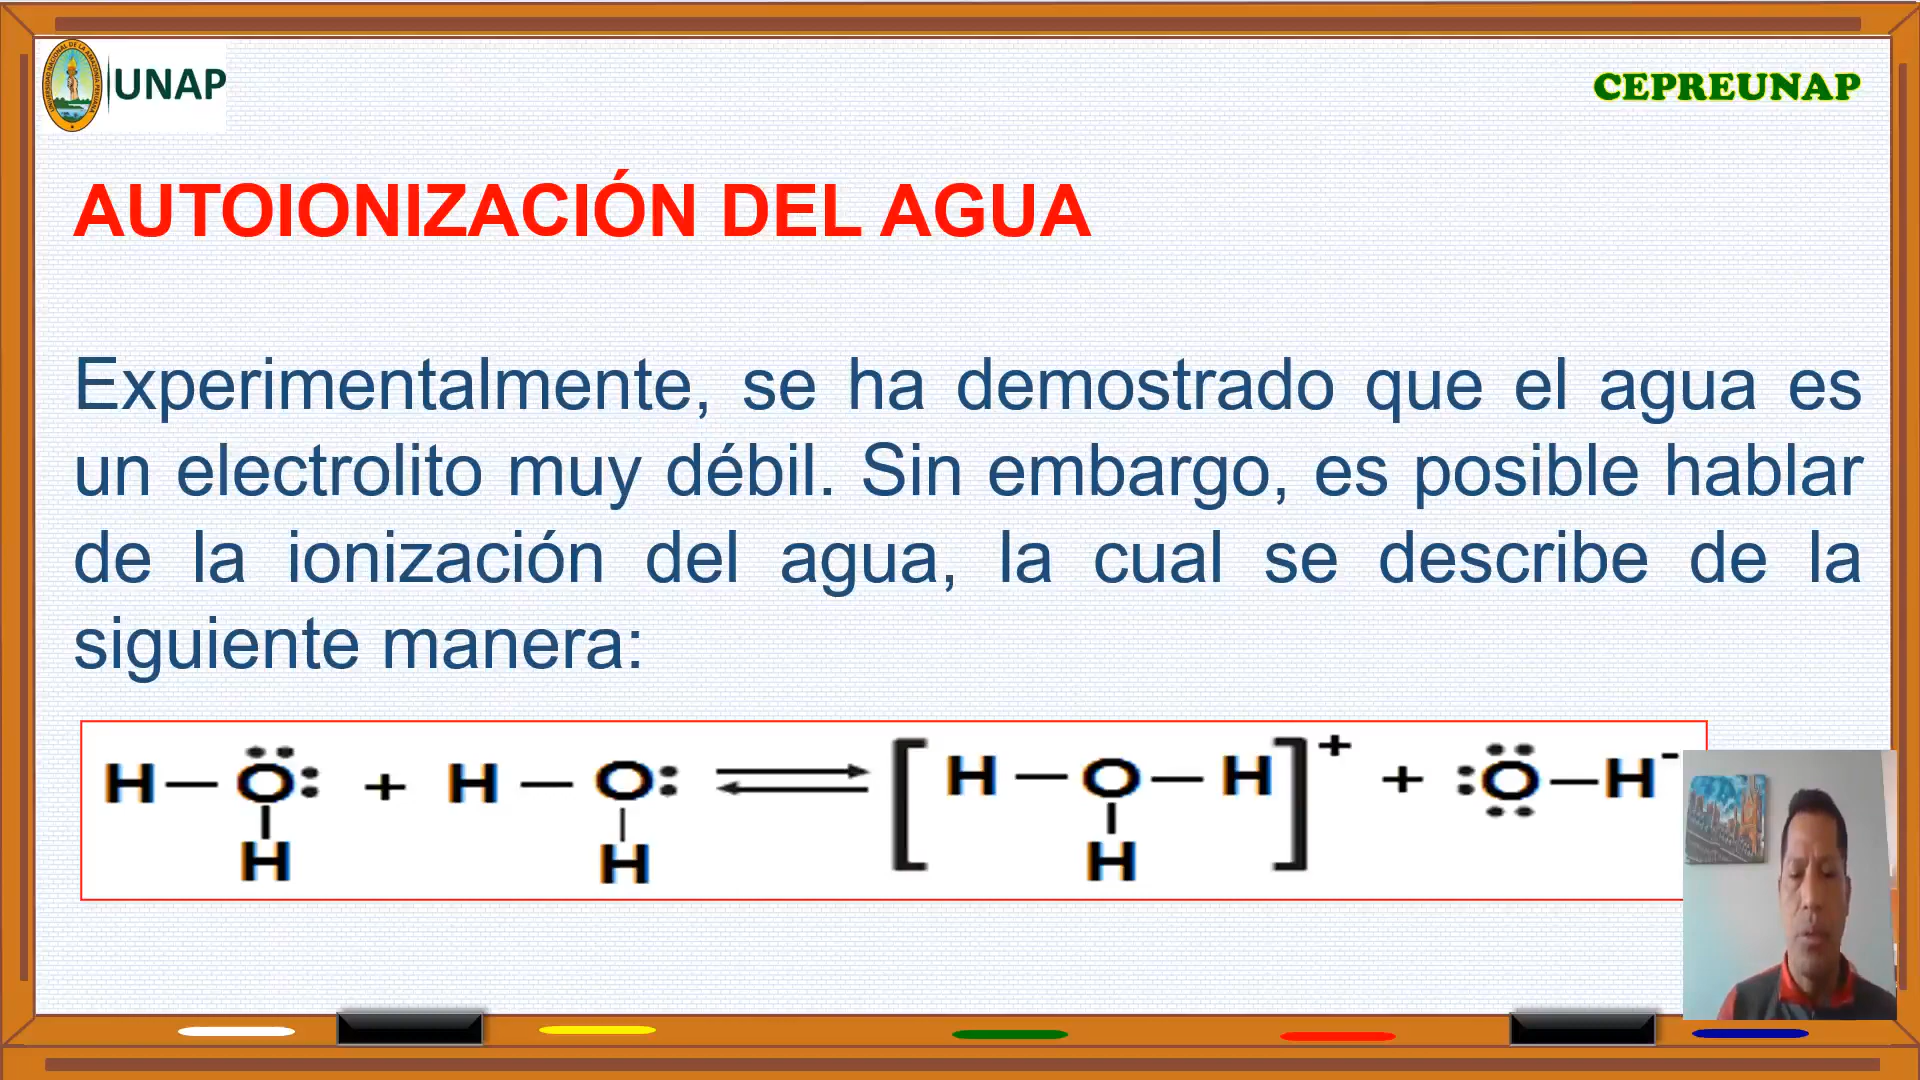 UNAP
CEPREUNAP
AUTOIONIZACIÓN DEL AGUA
Experimentalmente, se ha demostrado que el agua es
un electrolito muy débil. Sin embargo, es posible hablar
de la ionización del agua, la cual se describe de la
siguiente manera:
H — O + H — O ⇌ [ H — O — H ]+ + O — H-
H H H